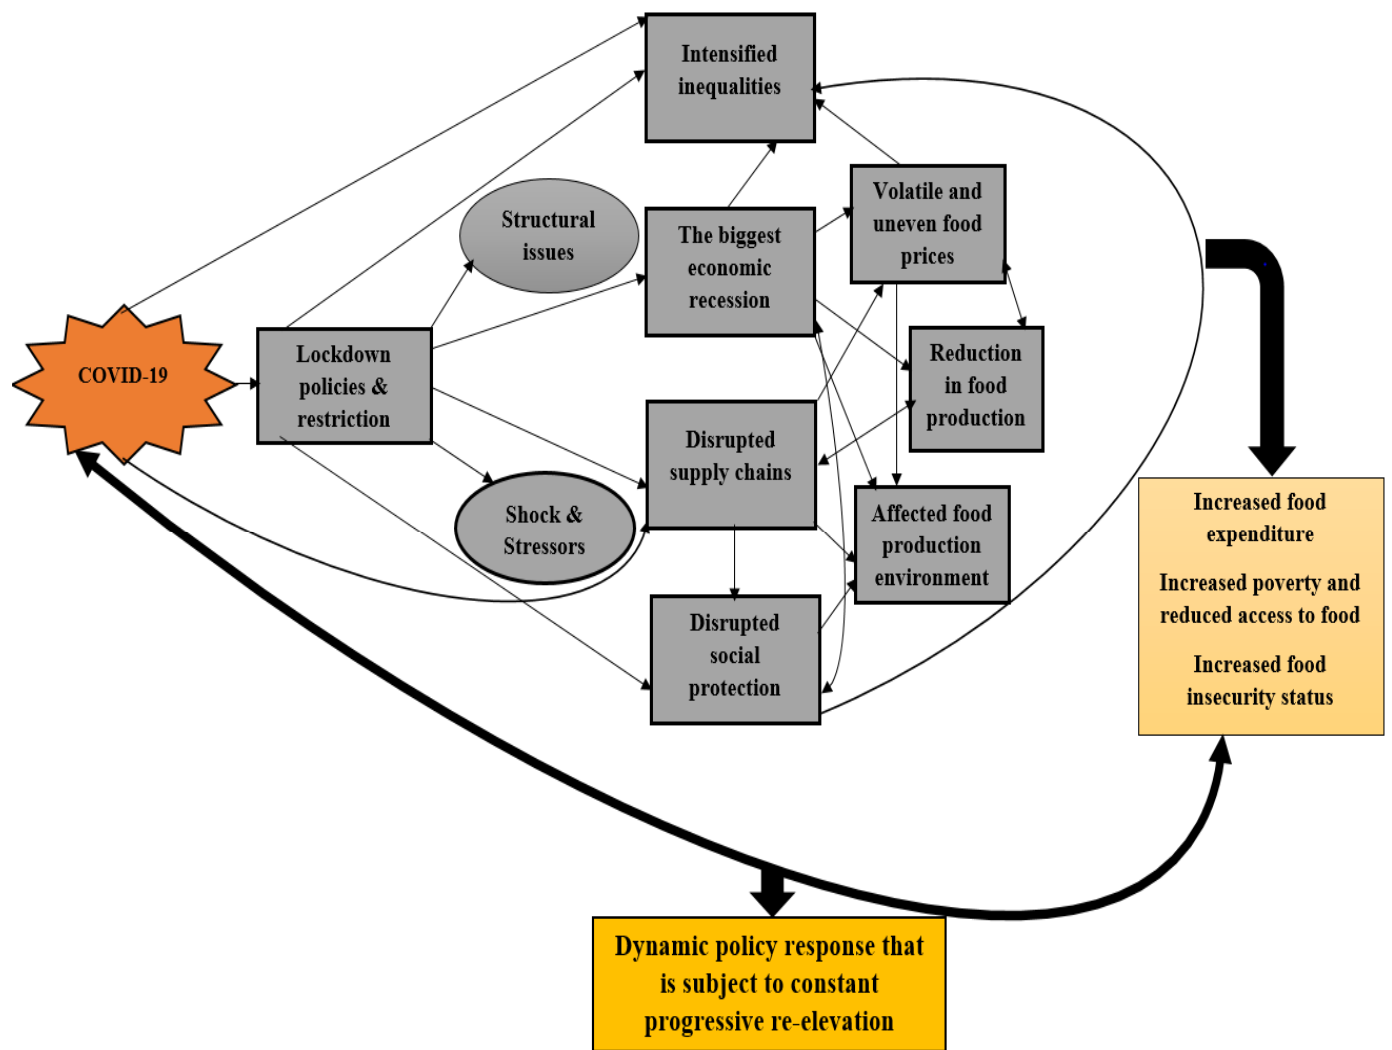 Intensified
inequalities
Structural
issues
The biggest
economic
recession
Volatile and
uneven food
prices
COVID-19
Lockdown
policies &
restriction
Reduction
in food
production
Disrupted
supply chains
Shock &
Stressors
Affected food
production
environment
Disrupted
social
protection
Increased food
expenditure
Increased poverty and
reduced access to food
Increased food
insecurity status
Dynamic policy response that
is subject to constant
progressive re-elevation